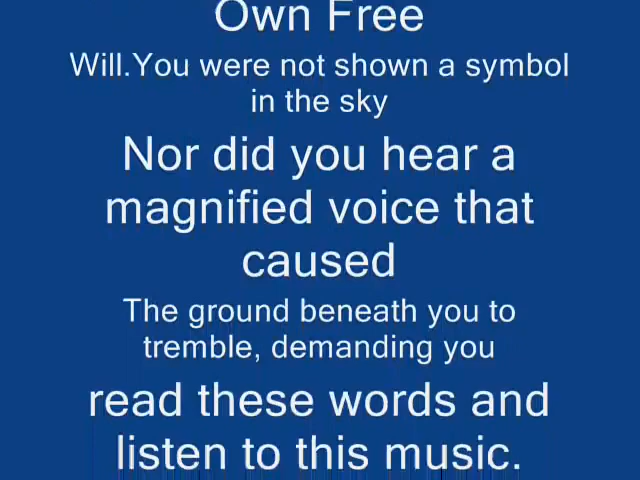 Own Free
Will.You were not shown a symbol
in the sky
Nor did you hear a
magnified voice that
caused
The ground beneath you to
tremble, demanding you
read these words and
listen to this music.